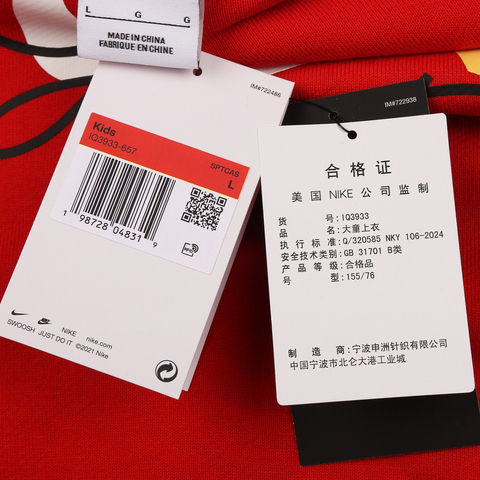 L G G
MADE IN CHINA
FABRIQUE EN CHINE
IM#722486
Kids
IQ3933-657
SPTCAS
L
1 98728 04831 9
NIKE
nike.com
SWOOSH JUST DO IT ©2021 Nike
IM#722938
合格证
美国 NIKE 公司监制
货 号:IQ3933
品 名:大童上衣
执行标准:Q/320585 NKY 106-2024
安全技术类别:GB 31701 B类
产品等级:合格品
号 型:155/76
制造商:宁波申洲针织有限公司
中国宁波市北仑大港工业城